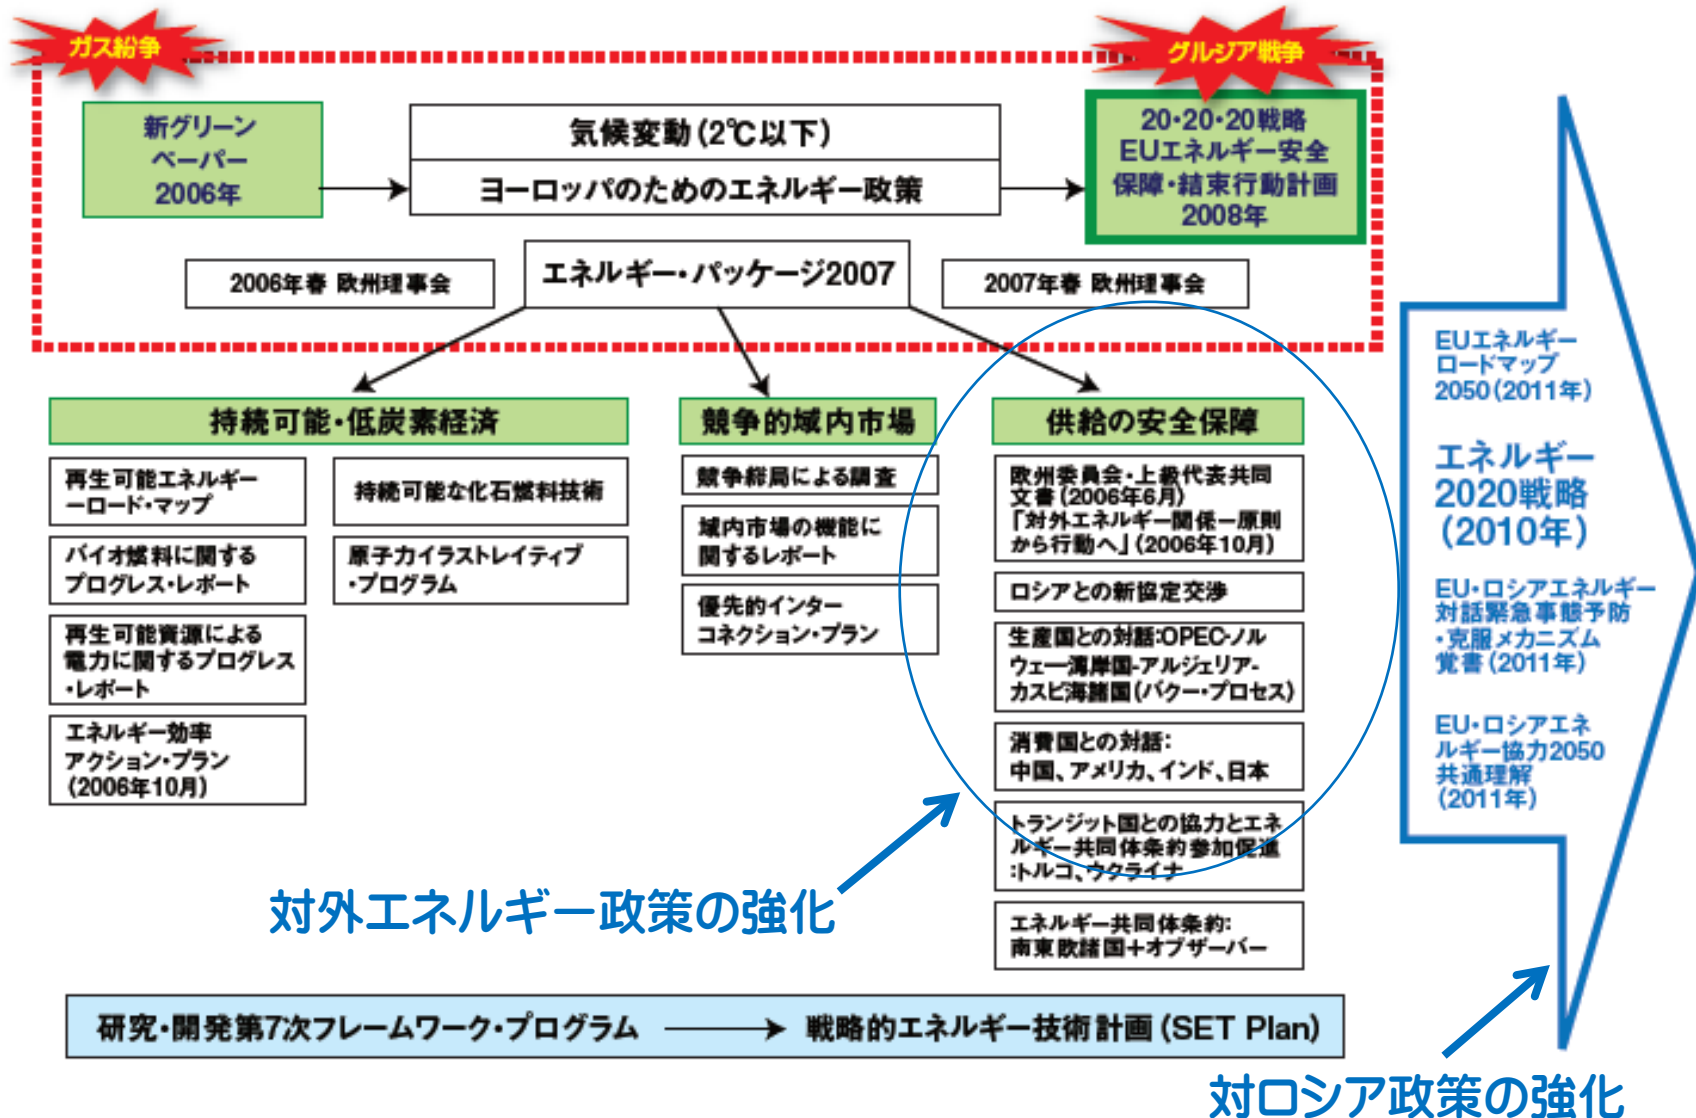 ガス紛争
グルジア戦争
新グリーン
ペーパー
2006年
気候変動(2℃以下)
ヨーロッパのためのエネルギー政策
20・20・20戦略
EUエネルギー安全
保障・結束行動計画
2008年
2006年春 欧州理事会
エネルギー・パッケージ2007
2007年春 欧州理事会
持続可能・低炭素経済
再生可能エネルギー
ーロード・マップ
バイオ燃料に関する
プログレス・レポート
再生可能資源による
電力に関するプログレス
・レポート
エネルギー効率
アクション・プラン
(2006年10月)
持続可能な化石燃料技術
原子力イラストレイティブ
・プログラム
競争的域内市場
競争総局による調査
域内市場の機能に
関するレポート
優先的インター
コネクション・プラン
供給の安全保障
欧州委員会・上級代表共同
文書(2006年6月)
「対外エネルギー関係ー原則
から行動へ」(2006年10月)
ロシアとの新協定交渉
生産国との対話:OPEC-ノル
ウェー湾岸国-アルジェリア-
カスピ海諸国(バクー・プロセス)
消費国との対話:
中国、アメリカ、インド、日本
トランジット国との協力とエネ
ルギー共同体条約参加促進
:トルコ、ウクライナ
エネルギー共同体条約:
南東欧諸国+オブザーバー
EUエネルギー
ロードマップ
2050(2011年)
エネルギー
2020戦略
(2010年)
EU・ロシアエネルギー
対話緊急事態予防
・克服メカニズム
覚書(2011年)
EU・ロシアエネ
ルギー協力2050
共通理解
(2011年)
対外エネルギー政策の強化
研究・開発第7次フレームワーク・プログラム
戦略的エネルギー技術計画(SET Plan)
対ロシア政策の強化